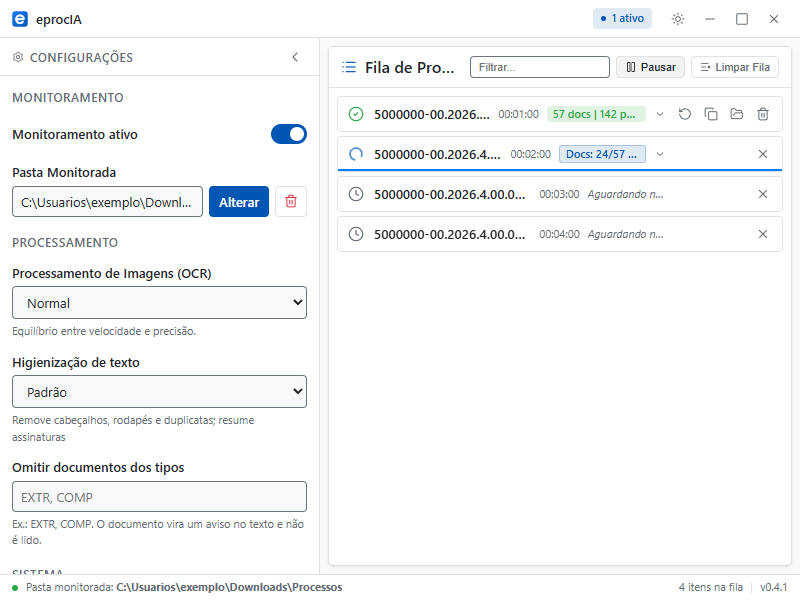 eprocIA
1 ativo
CONFIGURAÇÕES
MONITORAMENTO
Monitoramento ativo
Pasta Monitorada
C:\Usuarios\exemplo\Downl...
Alterar
PROCESSAMENTO
Processamento de Imagens (OCR)
Normal
Equilíbrio entre velocidade e precisão.
Higienização de texto
Padrão
Remove cabeçalhos, rodapés e duplicatas; resume
assinaturas
Omitir documentos dos tipos
EXTR, COMP
Ex.: EXTR, COMP. O documento vira um aviso no texto e não
é lido.
SISTEMA
Fila de Pro...
Filtrar...
Pausar
Limpar Fila
5000000-00.2026.... 00:01:00 57 docs | 142 p...
5000000-00.2026.4.... 00:02:00 Docs: 24/57 ...
5000000-00.2026.4.00.0... 00:03:00 Aguardando n...
5000000-00.2026.4.00.0... 00:04:00 Aguardando n...
Pasta monitorada: C:\Usuarios\exemplo\Downloads\Processos
4 itens na fila
v0.4.1